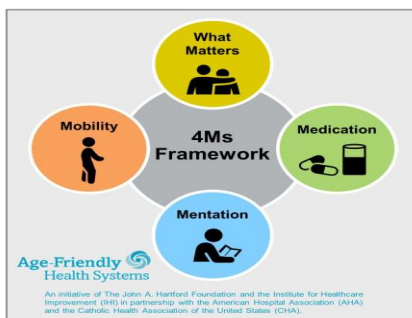 What
Matters
Mobility
4Ms
Framework
Medication
Mentation
Age-Friendly
Health Systems
An initiative of The John A. Hartford Foundation and the Institute for Healthcare
Improvement (IHI) in partnership with the American Hospital Association (AHA)
and the Catholic Health Association of the United States (CHA).